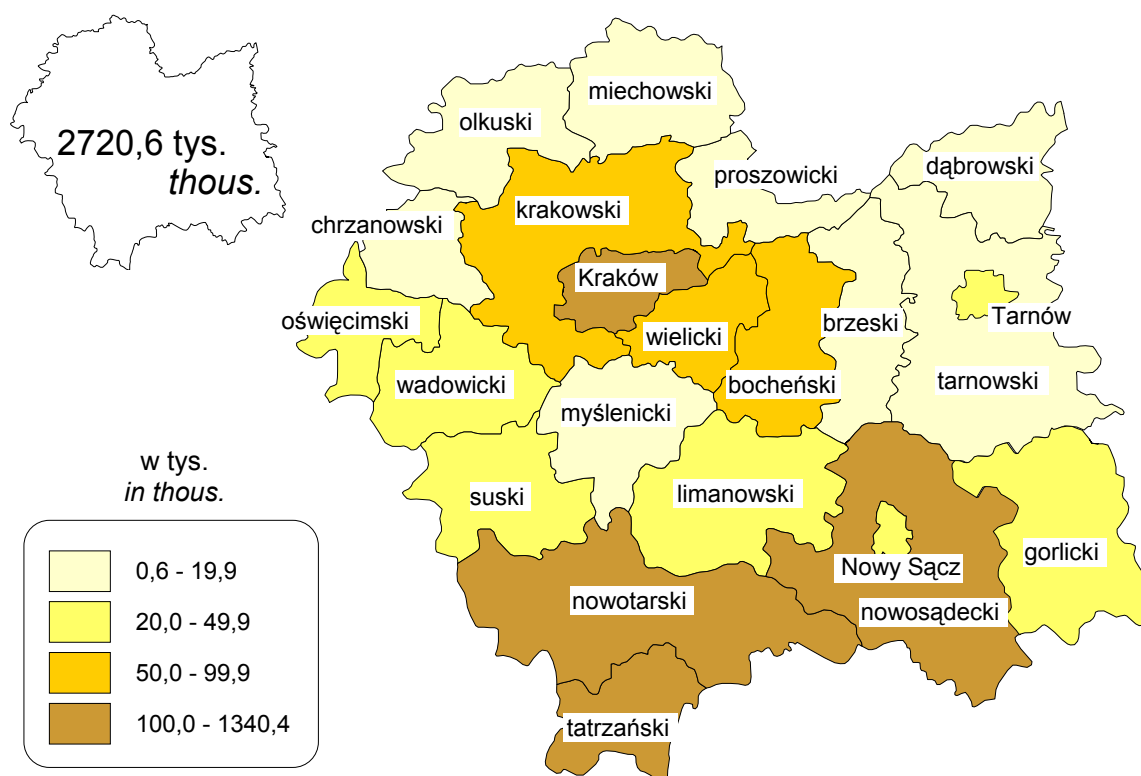 2720,6 tys.
thous.
miechowski
olkuski
dąbrowski
proszowicki
krakowski
chrzanowski
Kraków
Tarnów
oświęcimski
brzeski
wielicki
wadowicki
bocheński
tarnowski
myślenicki
suski
limanowski
gorlicki
Nowy Sącz
nowotarski
nowosądecki
tatrzański
w tys.
in thous.
0,6 - 19,9
20,0 - 49,9
50,0 - 99,9
100,0 - 1340,4